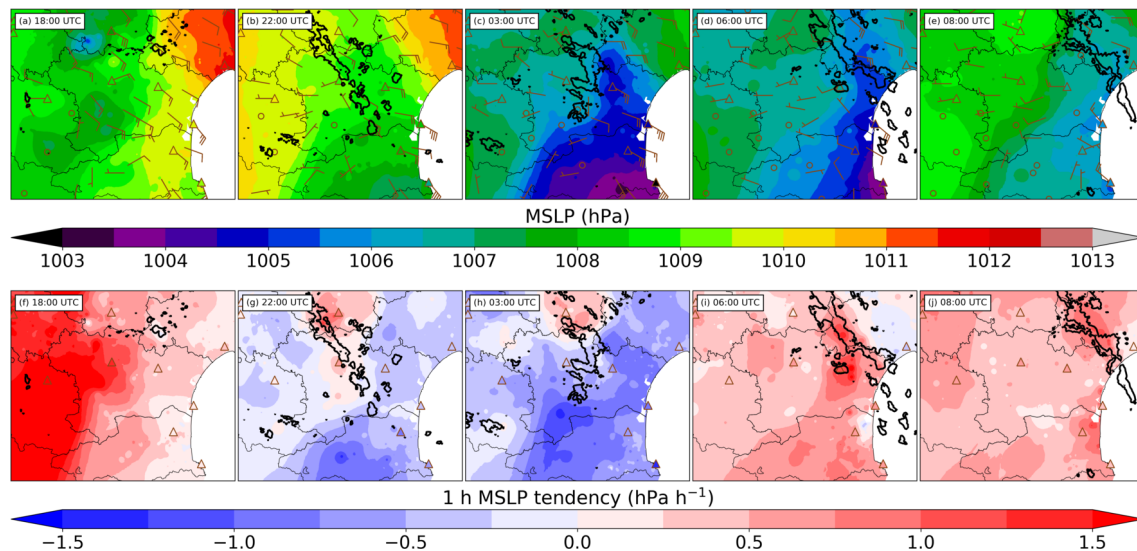 (a) 18:00 UTC (b) 22:00 UTC (c) 03:00 UTC (d) 06:00 UTC (e) 08:00 UTC
MSLP (hPa)
1003 1004 1005 1006 1007 1008 1009 1010 1011 1012 1013
(f) 18:00 UTC (g) 22:00 UTC (h) 03:00 UTC (i) 06:00 UTC (j) 08:00 UTC
1 h MSLP tendency (hPa h⁻¹)
−1.5 −1.0 −0.5 0.0 0.5 1.0 1.5